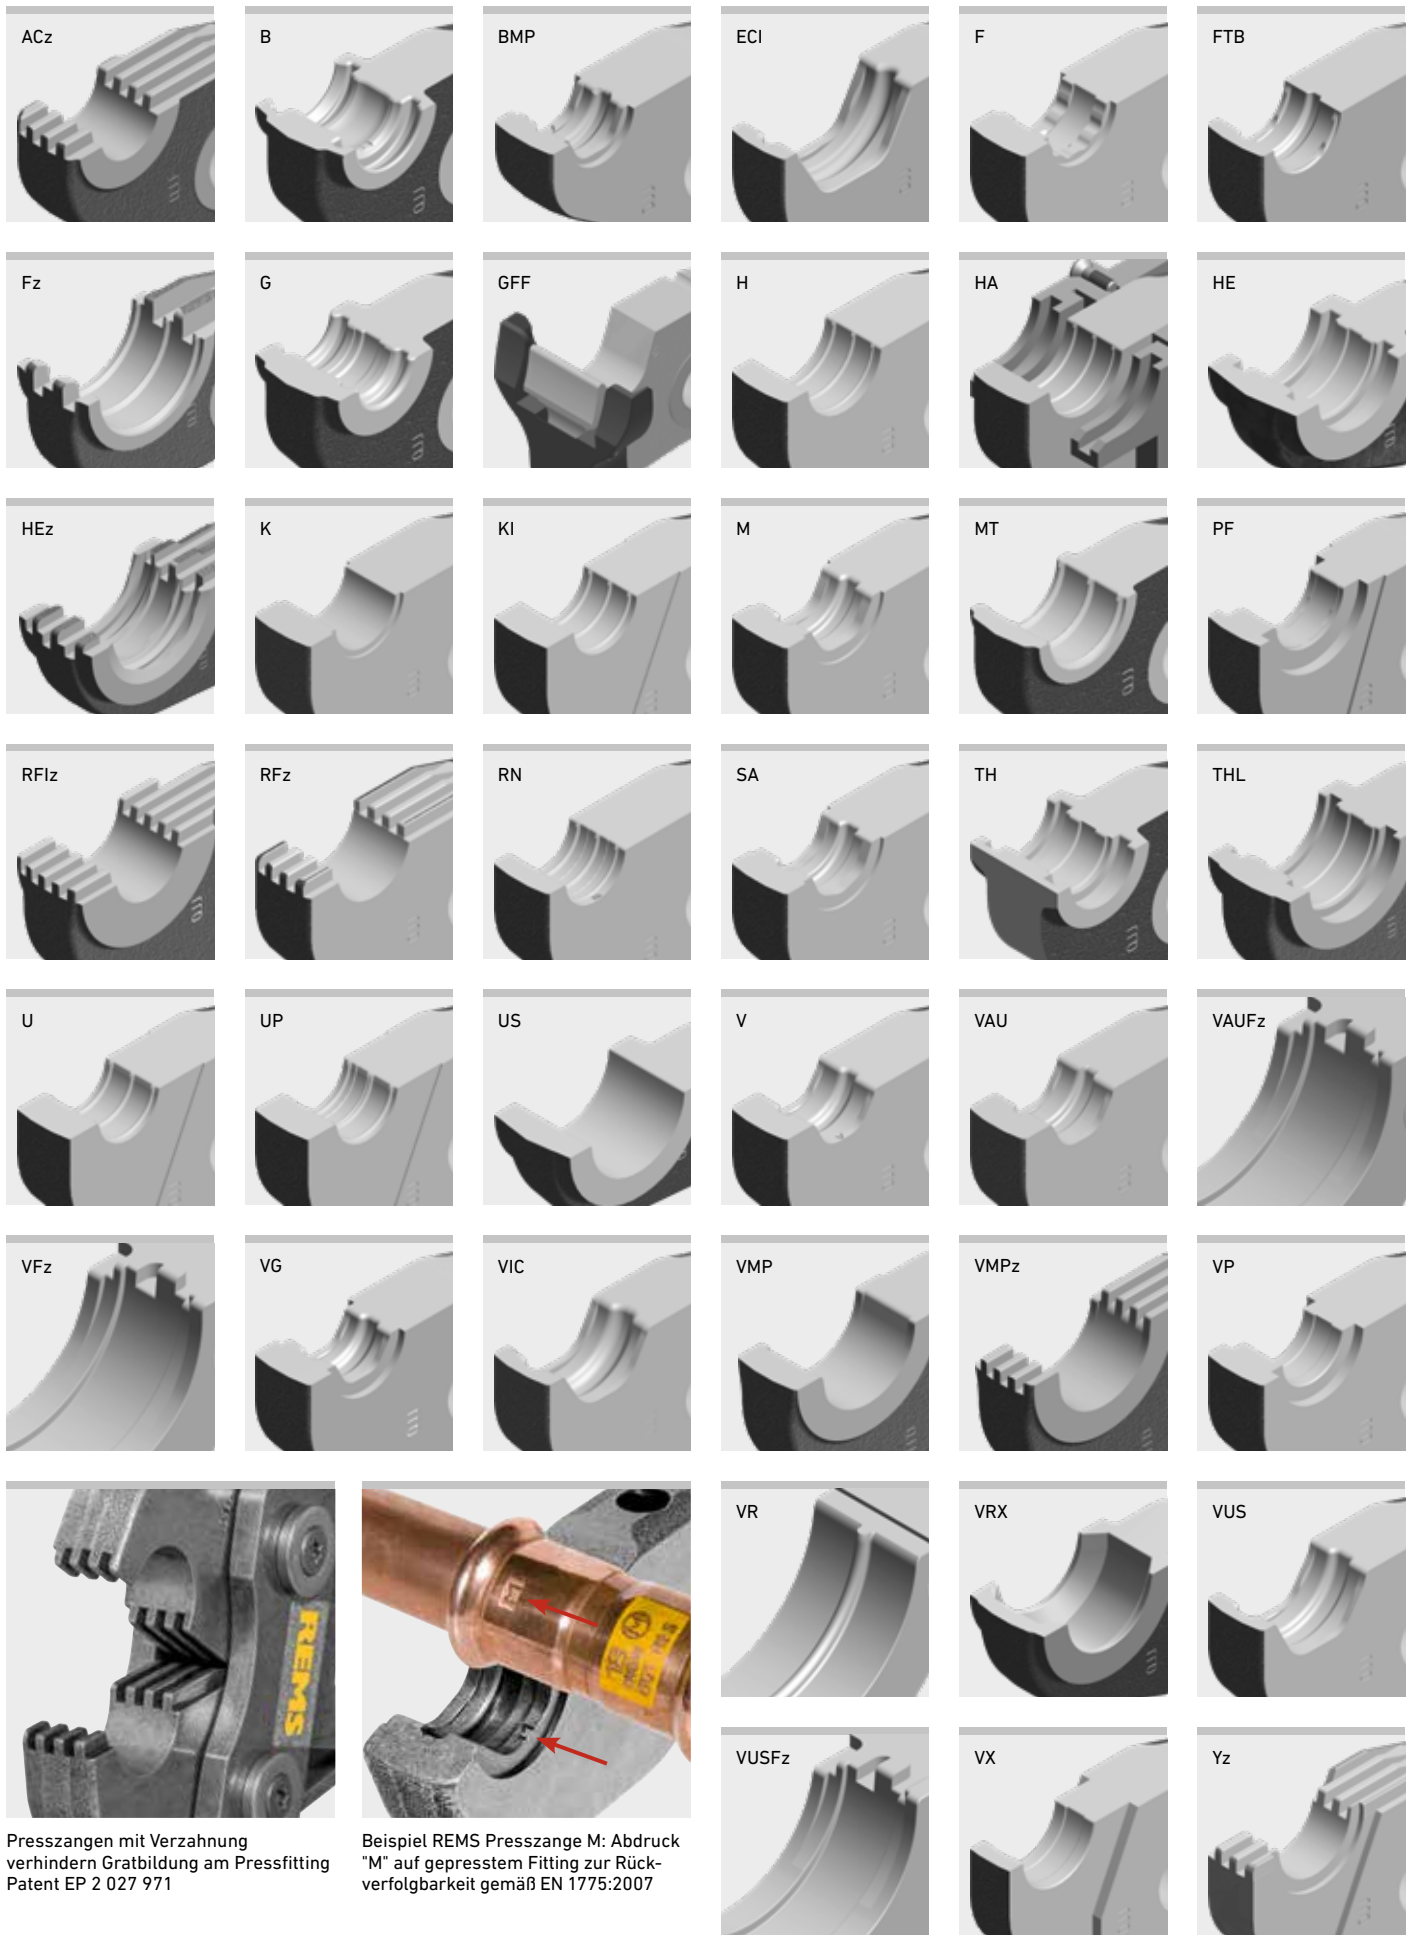 ACz
B
BMP
ECI
F
FTB
Fz
G
GFF
H
HA
HE
HEz
K
KI
M
MT
PF
RFIz
RFz
RN
SA
TH
THL
U
UP
US
V
VAU
VAUFz
VFz
VG
VIC
VMP
VMPz
VP
REMS
M
VR
VRX
VUS
VUSFz
VX
Yz
Presszangen mit Verzahnung
verhindern Gratbildung am Pressfitting
Patent EP 2 027 971
Beispiel REMS Presszange M: Abdruck
"M" auf gepresstem Fitting zur Rück-
verfolgbarkeit gemäß EN 1775:2007